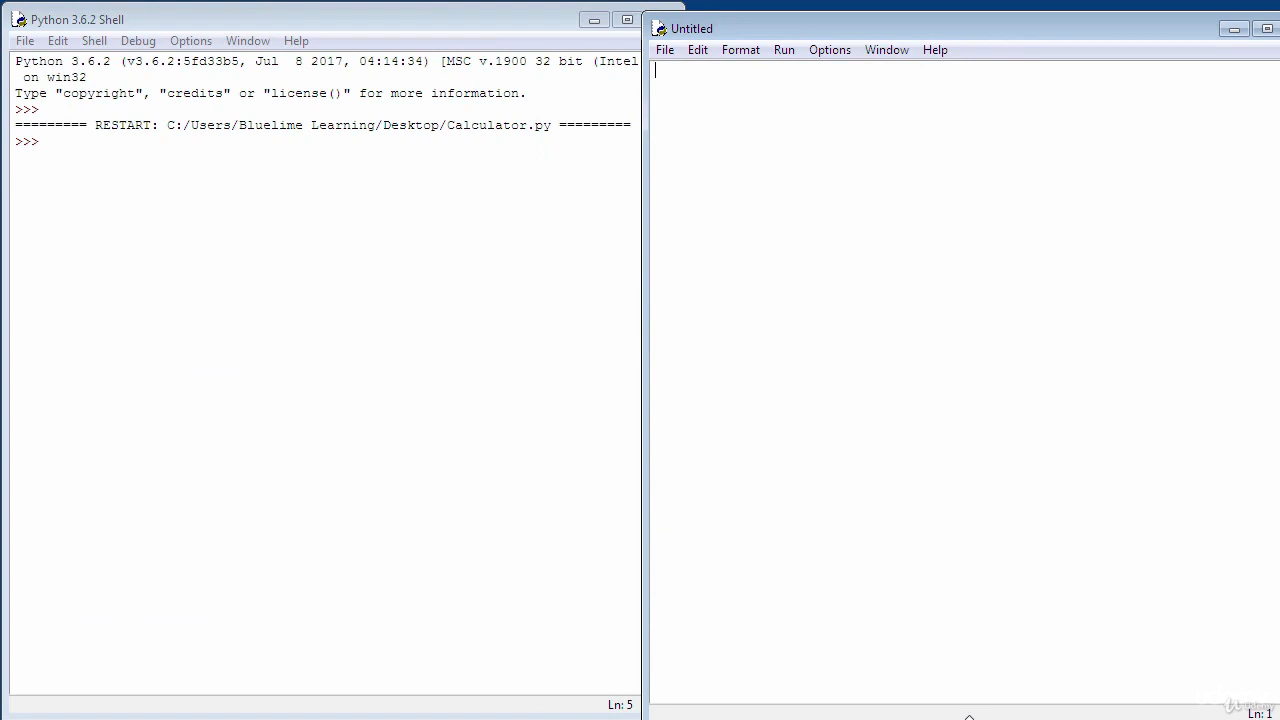 Python 3.6.2 Shell
File Edit Shell Debug Options Window Help
Python 3.6.2 (v3.6.2:5fd33b5, Jul  8 2017, 04:14:34) [MSC v.1900 32 bit (Intel
 on win32
Type "copyright", "credits" or "license()" for more information.
>>>
========= RESTART: C:/Users/Bluelime Learning/Desktop/Calculator.py =========
>>>
Ln: 5
Untitled
File Edit Format Run Options Window Help
Ln: 1
Udemy